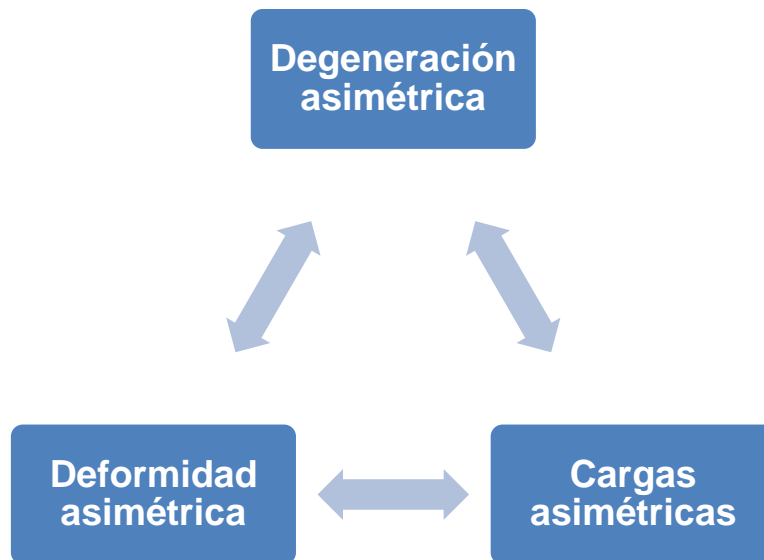 Degeneración
asimétrica
Deformidad
asimétrica
Cargas
asimétricas